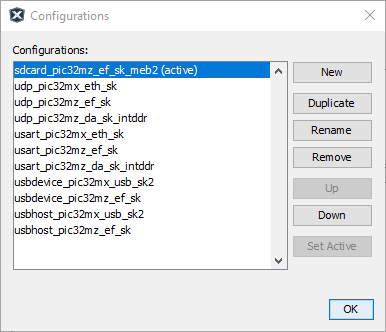 Configurations
Configurations:
sdcard_pic32mz_ef_sk_meb2 (active)
udp_pic32mx_eth_sk
udp_pic32mz_ef_sk
udp_pic32mz_da_sk_intddr
usart_pic32mx_eth_sk
usart_pic32mz_ef_sk
usart_pic32mz_da_sk_intddr
usbdevice_pic32mx_usb_sk2
usbdevice_pic32mz_ef_sk
usbhost_pic32mx_usb_sk2
usbhost_pic32mz_ef_sk
New
Duplicate
Rename
Remove
Up
Down
Set Active
OK